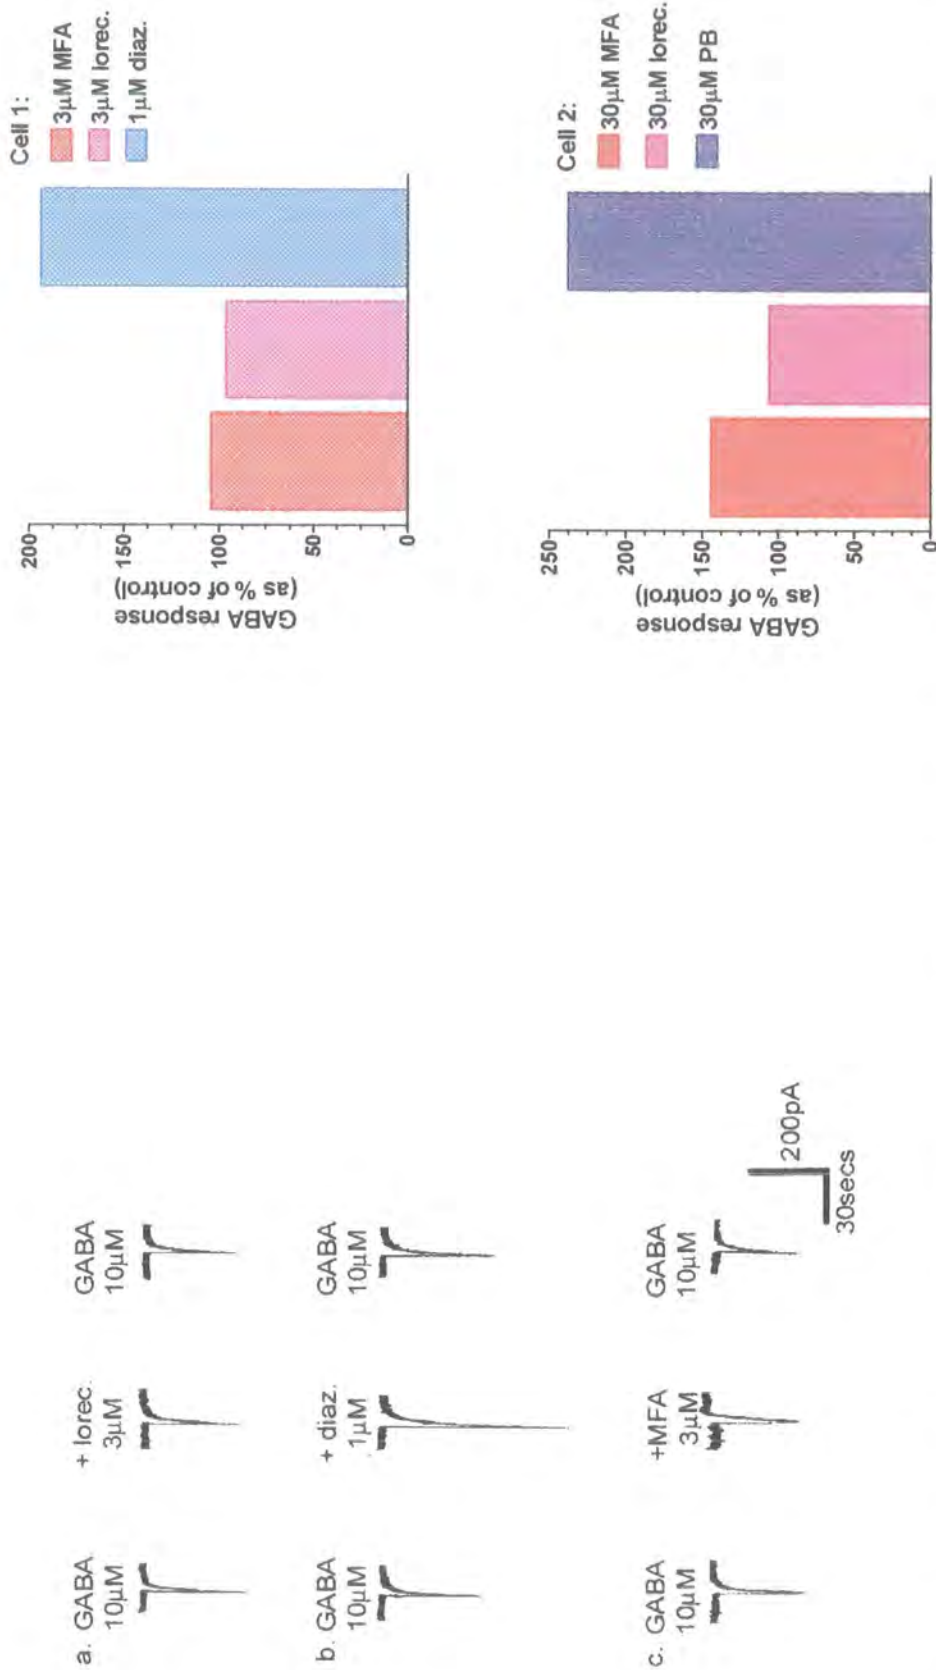 a. GABA
10µM
+ lorec.
3µM
GABA
10µM
b. GABA
10µM
+ diaz.
1µM
GABA
10µM
c. GABA
10µM
+MFA
3µM
GABA
10µM
200pA
30secs
GABA response
(as % of control)
200
150
100
50
0
Cell 1:
3µM MFA
3µM lorec.
1µM diaz.
GABA response
(as % of control)
250
200
150
100
50
0
Cell 2:
30µM MFA
30µM lorec.
30µM PB